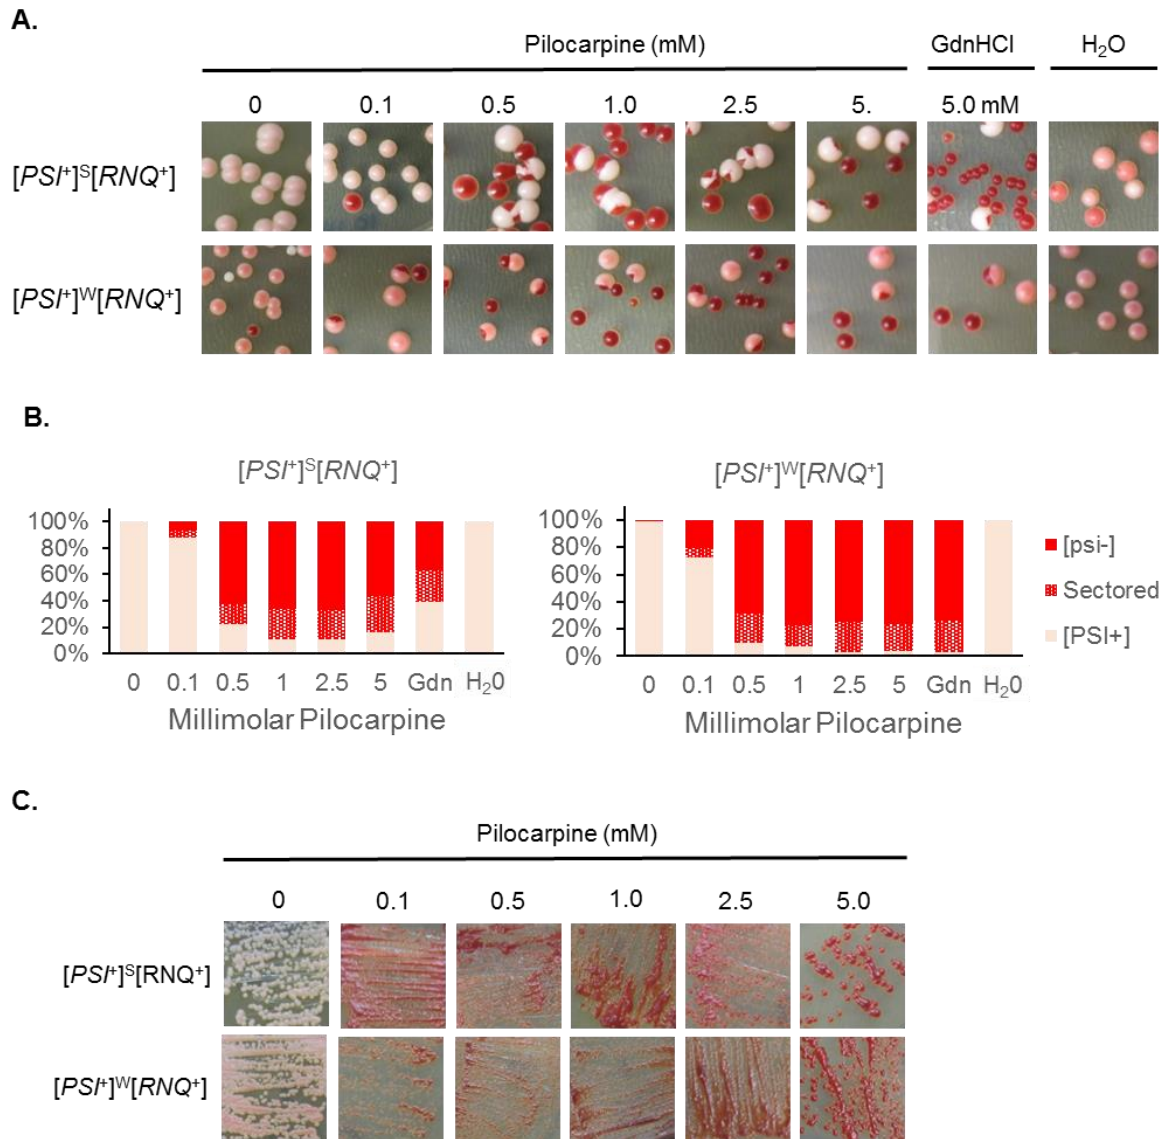 A.
Pilocarpine (mM) GdnHCl H₂O
0 0.1 0.5 1.0 2.5 5. 5.0 mM
[PSI⁺]ˢ[RNQ⁺]
[PSI⁺]ᵂ[RNQ⁺]
B.
[PSI⁺]ˢ[RNQ⁺]
100%
80%
60%
40%
20%
0%
0 0.1 0.5 1 2.5 5 Gdn H₂0
Millimolar Pilocarpine
[PSI⁺]ᵂ[RNQ⁺]
100%
80%
60%
40%
20%
0%
0 0.1 0.5 1 2.5 5 Gdn H₂0
Millimolar Pilocarpine
[psi-]
Sectored
[PSI+]
C.
Pilocarpine (mM)
0 0.1 0.5 1.0 2.5 5.0
[PSI⁺]ˢ[RNQ⁺]
[PSI⁺]ᵂ[RNQ⁺]